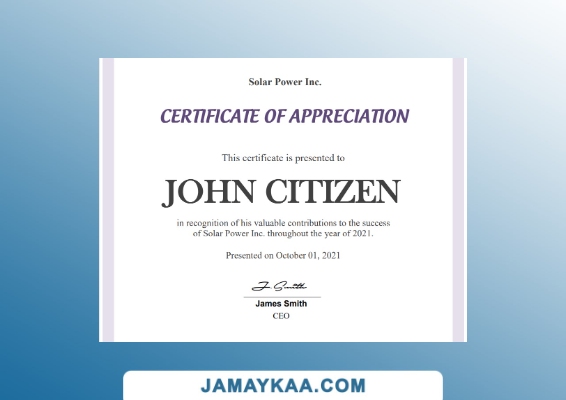 Solar Power Inc.
CERTIFICATE OF APPRECIATION
This certificate is presented to
JOHN CITIZEN
in recognition of his valuable contributions to the success
of Solar Power Inc. throughout the year of 2021.
Presented on October 01, 2021
J. Smith
James Smith
CEO
JAMAYKAA.COM